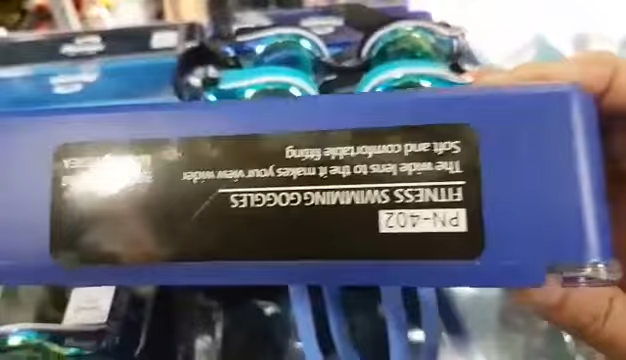 PN-402
FITNESS SWIMMING GOGGLES
The wide lens to the it makes your view wider
Soft and comfortable fitting